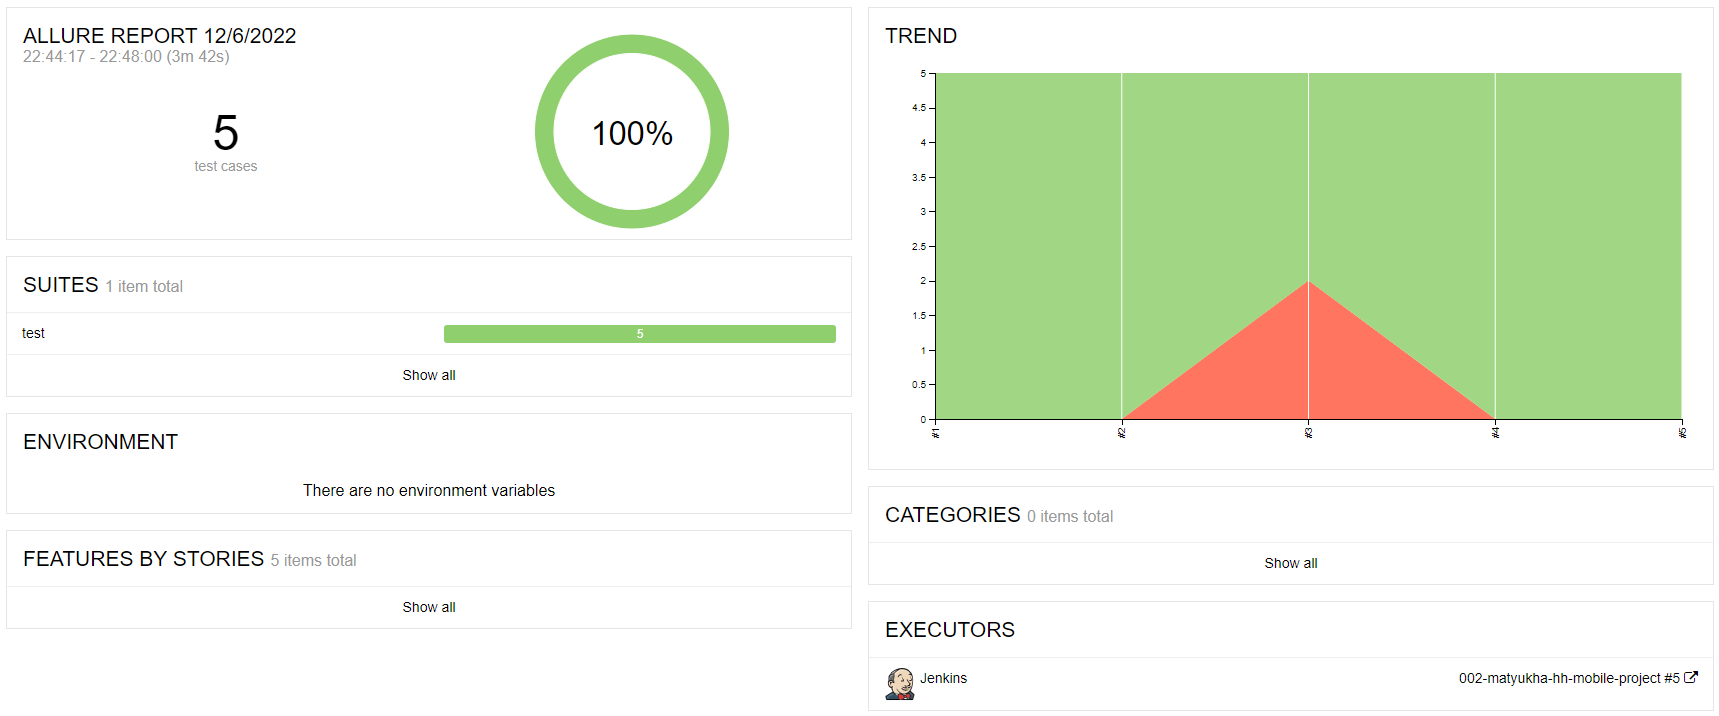 ALLURE REPORT 12/6/2022
22:44:17 - 22:48:00 (3m 42s)
5
test cases
100%
SUITES 1 item total
test 5
Show all
ENVIRONMENT
There are no environment variables
FEATURES BY STORIES 5 items total
Show all
TREND
5
4.5
4
3.5
3
2.5
2
1.5
1
0.5
0
#1 #2 #3 #4 #5
CATEGORIES 0 items total
Show all
EXECUTORS
Jenkins 002-matyukha-hh-mobile-project #5